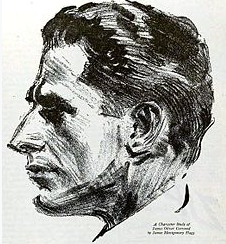 A Character Study of
James Oliver Curwood
by James Montgomery Flagg